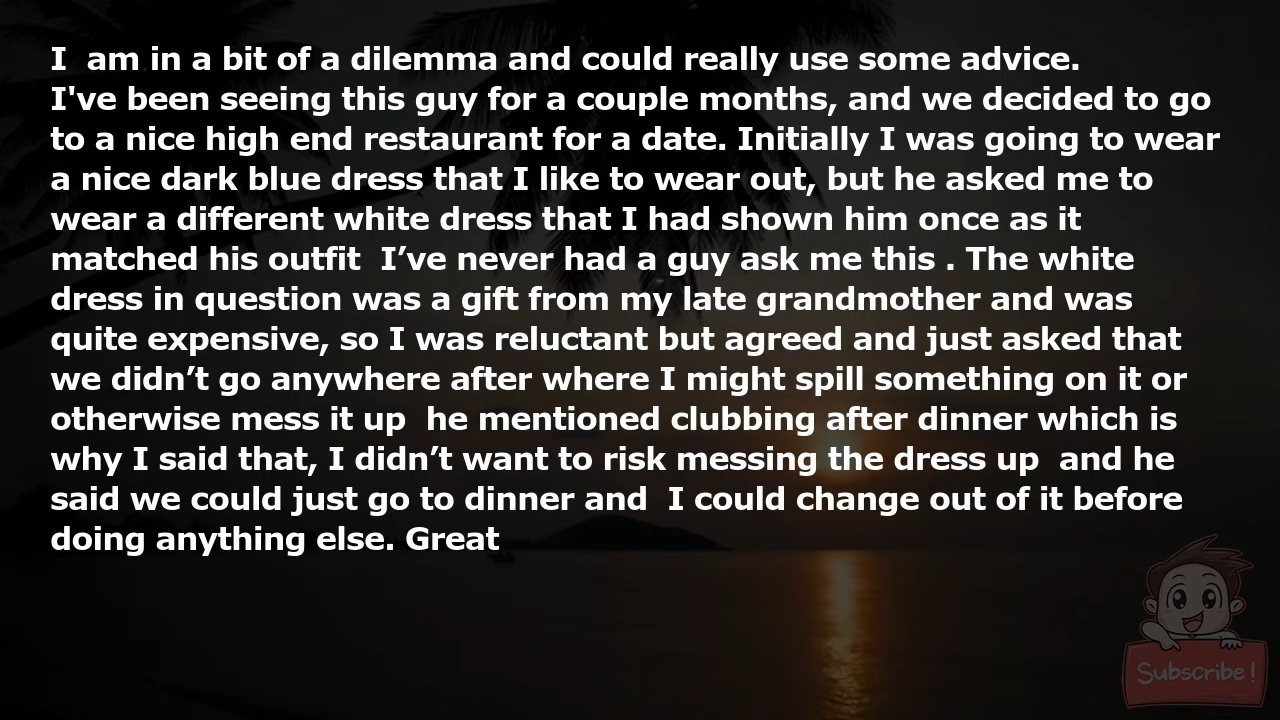 I  am in a bit of a dilemma and could really use some advice.
I've been seeing this guy for a couple months, and we decided to go
to a nice high end restaurant for a date. Initially I was going to wear
a nice dark blue dress that I like to wear out, but he asked me to
wear a different white dress that I had shown him once as it
matched his outfit  I’ve never had a guy ask me this . The white
dress in question was a gift from my late grandmother and was
quite expensive, so I was reluctant but agreed and just asked that
we didn’t go anywhere after where I might spill something on it or
otherwise mess it up  he mentioned clubbing after dinner which is
why I said that, I didn’t want to risk messing the dress up  and he
said we could just go to dinner and  I could change out of it before
doing anything else. Great
Subscribe!